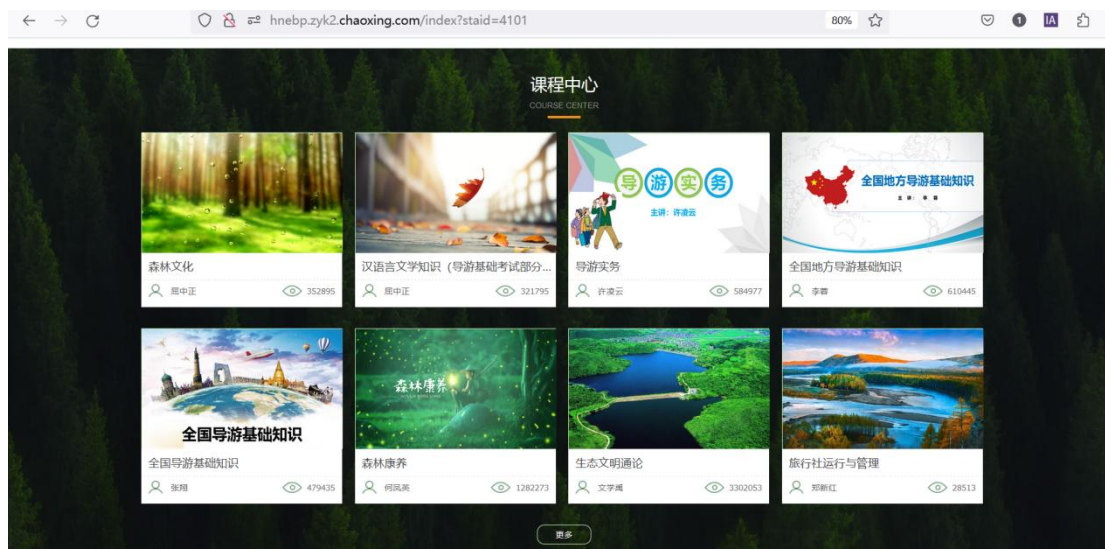 hnebp.zyk2.chaoxing.com/index?staid=4101
80%
1
IA
课程中心
COURSE CENTER
导游实务
主讲：许凌云
全国地方导游基础知识
主 讲： 李 蓉
森林文化
汉语言文学知识（导游基础考试部分...
导游实务
全国地方导游基础知识
屈中正
352895
屈中正
321795
许凌云
584977
李蓉
610445
全国导游基础知识
森林康养
全国导游基础知识
森林康养
生态文明通论
旅行社运行与管理
张翔
479435
何凤英
1282273
文学禹
3302053
郑新红
28513
更多